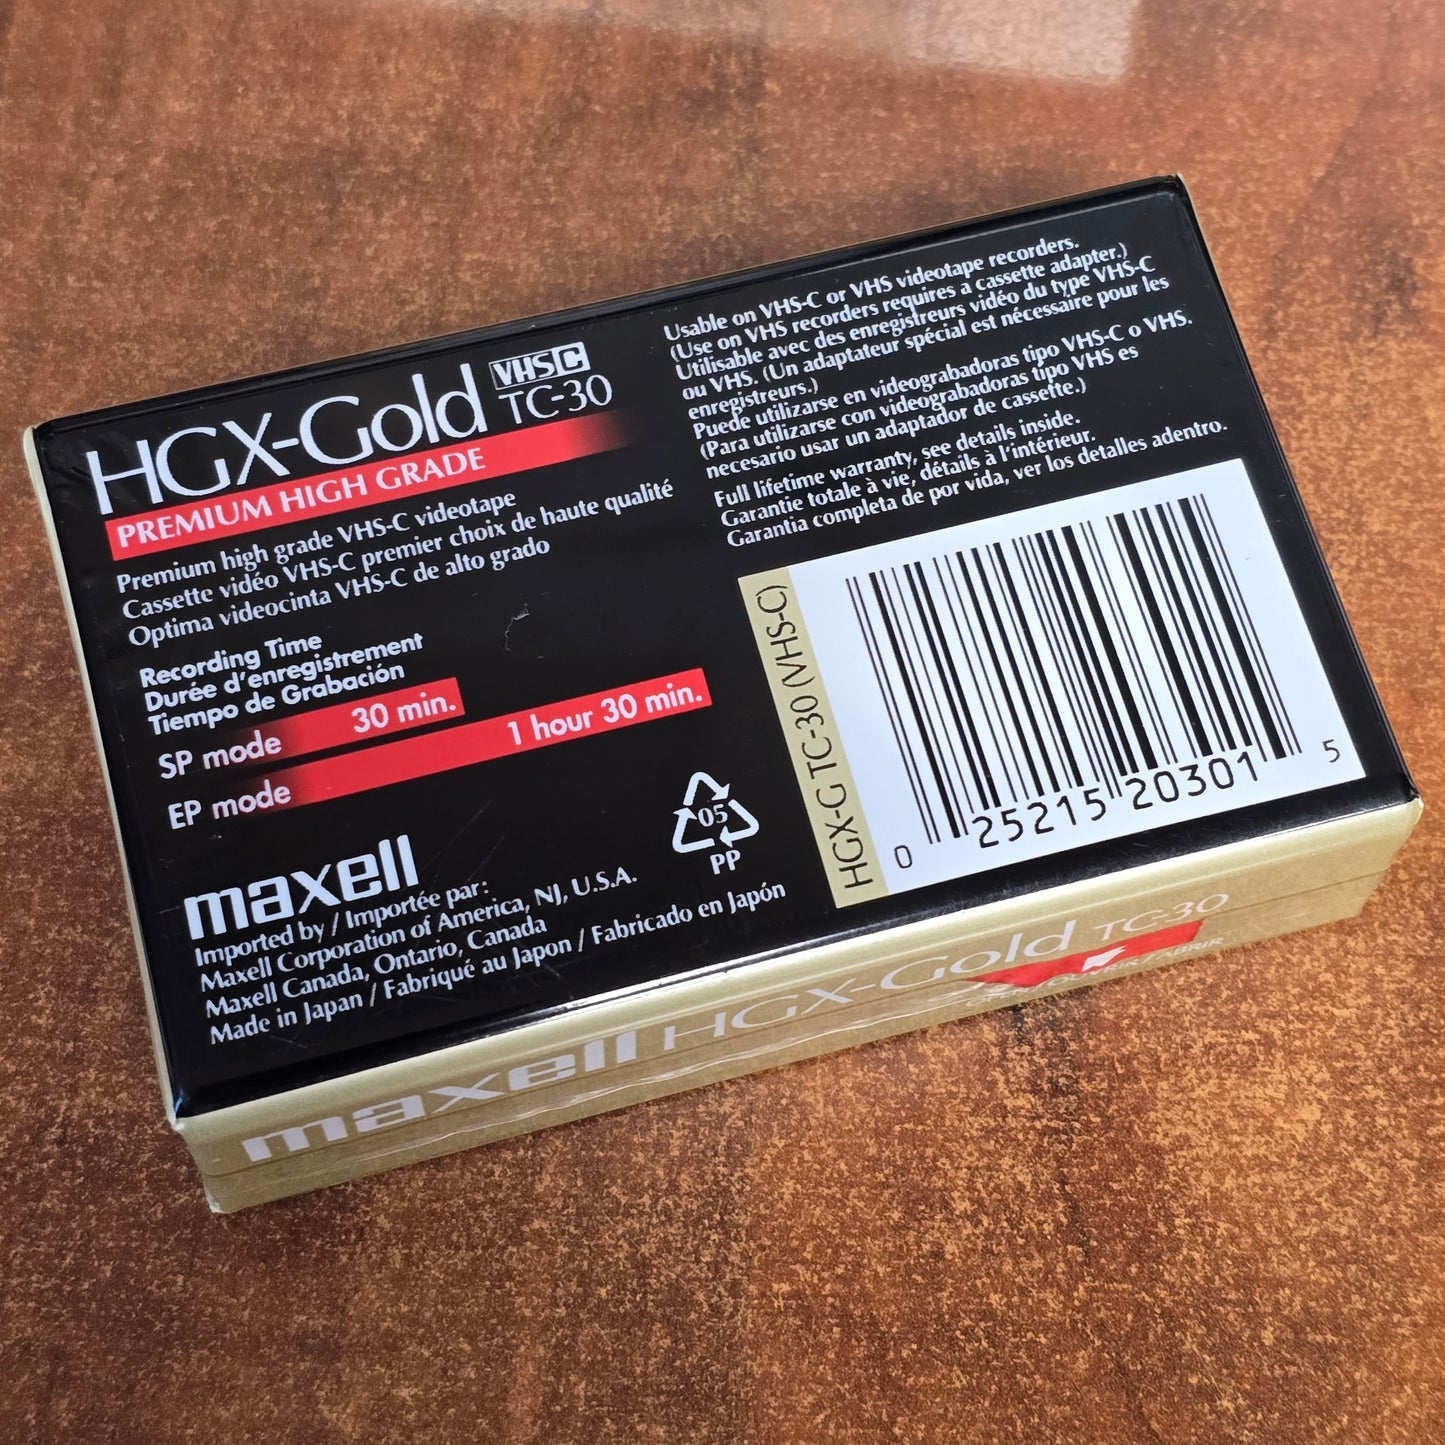 HGX-Gold VHSC
TC-30
PREMIUM HIGH GRADE
Premium high grade VHS-C videotape
Cassette vidéo VHS-C premier choix de haute qualité
Optima videocinta VHS-C de alto grado
Recording Time
Durée d'enregistrement
Tiempo de Grabación
SP mode 30 min.
EP mode 1 hour 30 min.
maxell
Imported by / Importée par:
Maxell Corporation of America, NJ, U.S.A.
Maxell Canada, Ontario, Canada
Made in Japan / Fabriqué au Japon / Fabricado en Japón
05
PP
Usable on VHS-C or VHS videotape recorders.
(Use on VHS recorders requires a cassette adapter.)
Utilisable avec des enregistreurs vidéo du type VHS-C
ou VHS. (Un adaptateur spécial est nécessaire pour les
enregistreurs.)
Puede utilizarse en videograbadoras tipo VHS-C o VHS.
(Para utilizarse con videograbadoras tipo VHS es
necesario usar un adaptador de cassette.)
Full lifetime warranty, see details inside.
Garantie totale à vie, détails à l'intérieur.
Garantia completa de por vida, ver los detalles adentro.
HGX-G TC-30 (VHS-C)
0 25215 20301 5
maxell HGX-Gold TC-30